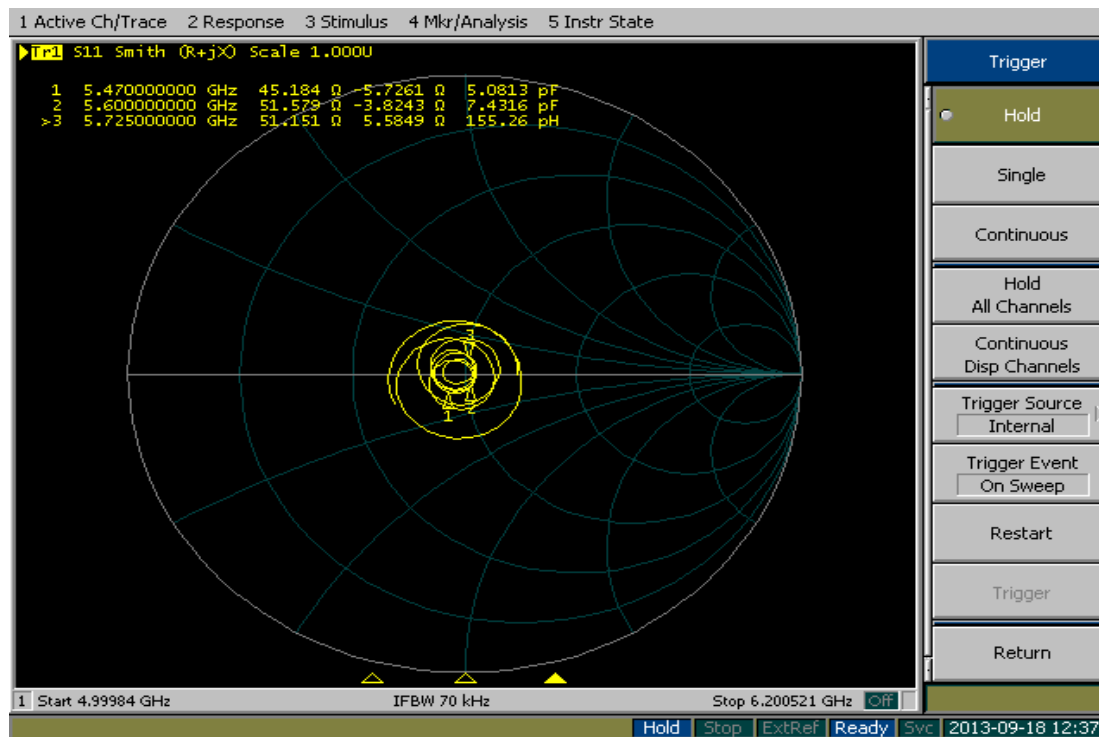 1 Active Ch/Trace 2 Response 3 Stimulus 4 Mkr/Analysis 5 Instr State
Tr1 S11 Smith (R+jX) Scale 1.000U
1 5.470000000 GHz 45.184 Ω -5.7261 Ω 5.0813 pF
2 5.600000000 GHz 51.579 Ω -3.8243 Ω 7.4316 pF
>3 5.725000000 GHz 51.151 Ω 5.5849 Ω 155.26 pH
3
1
2
Trigger
Hold
Single
Continuous
Hold
All Channels
Continuous
Disp Channels
Trigger Source
Internal
Trigger Event
On Sweep
Restart
Trigger
Return
1 Start 4.99984 GHz IFBW 70 kHz Stop 6.200521 GHz Off
Hold Stop ExtRef Ready Svc 2013-09-18 12:37